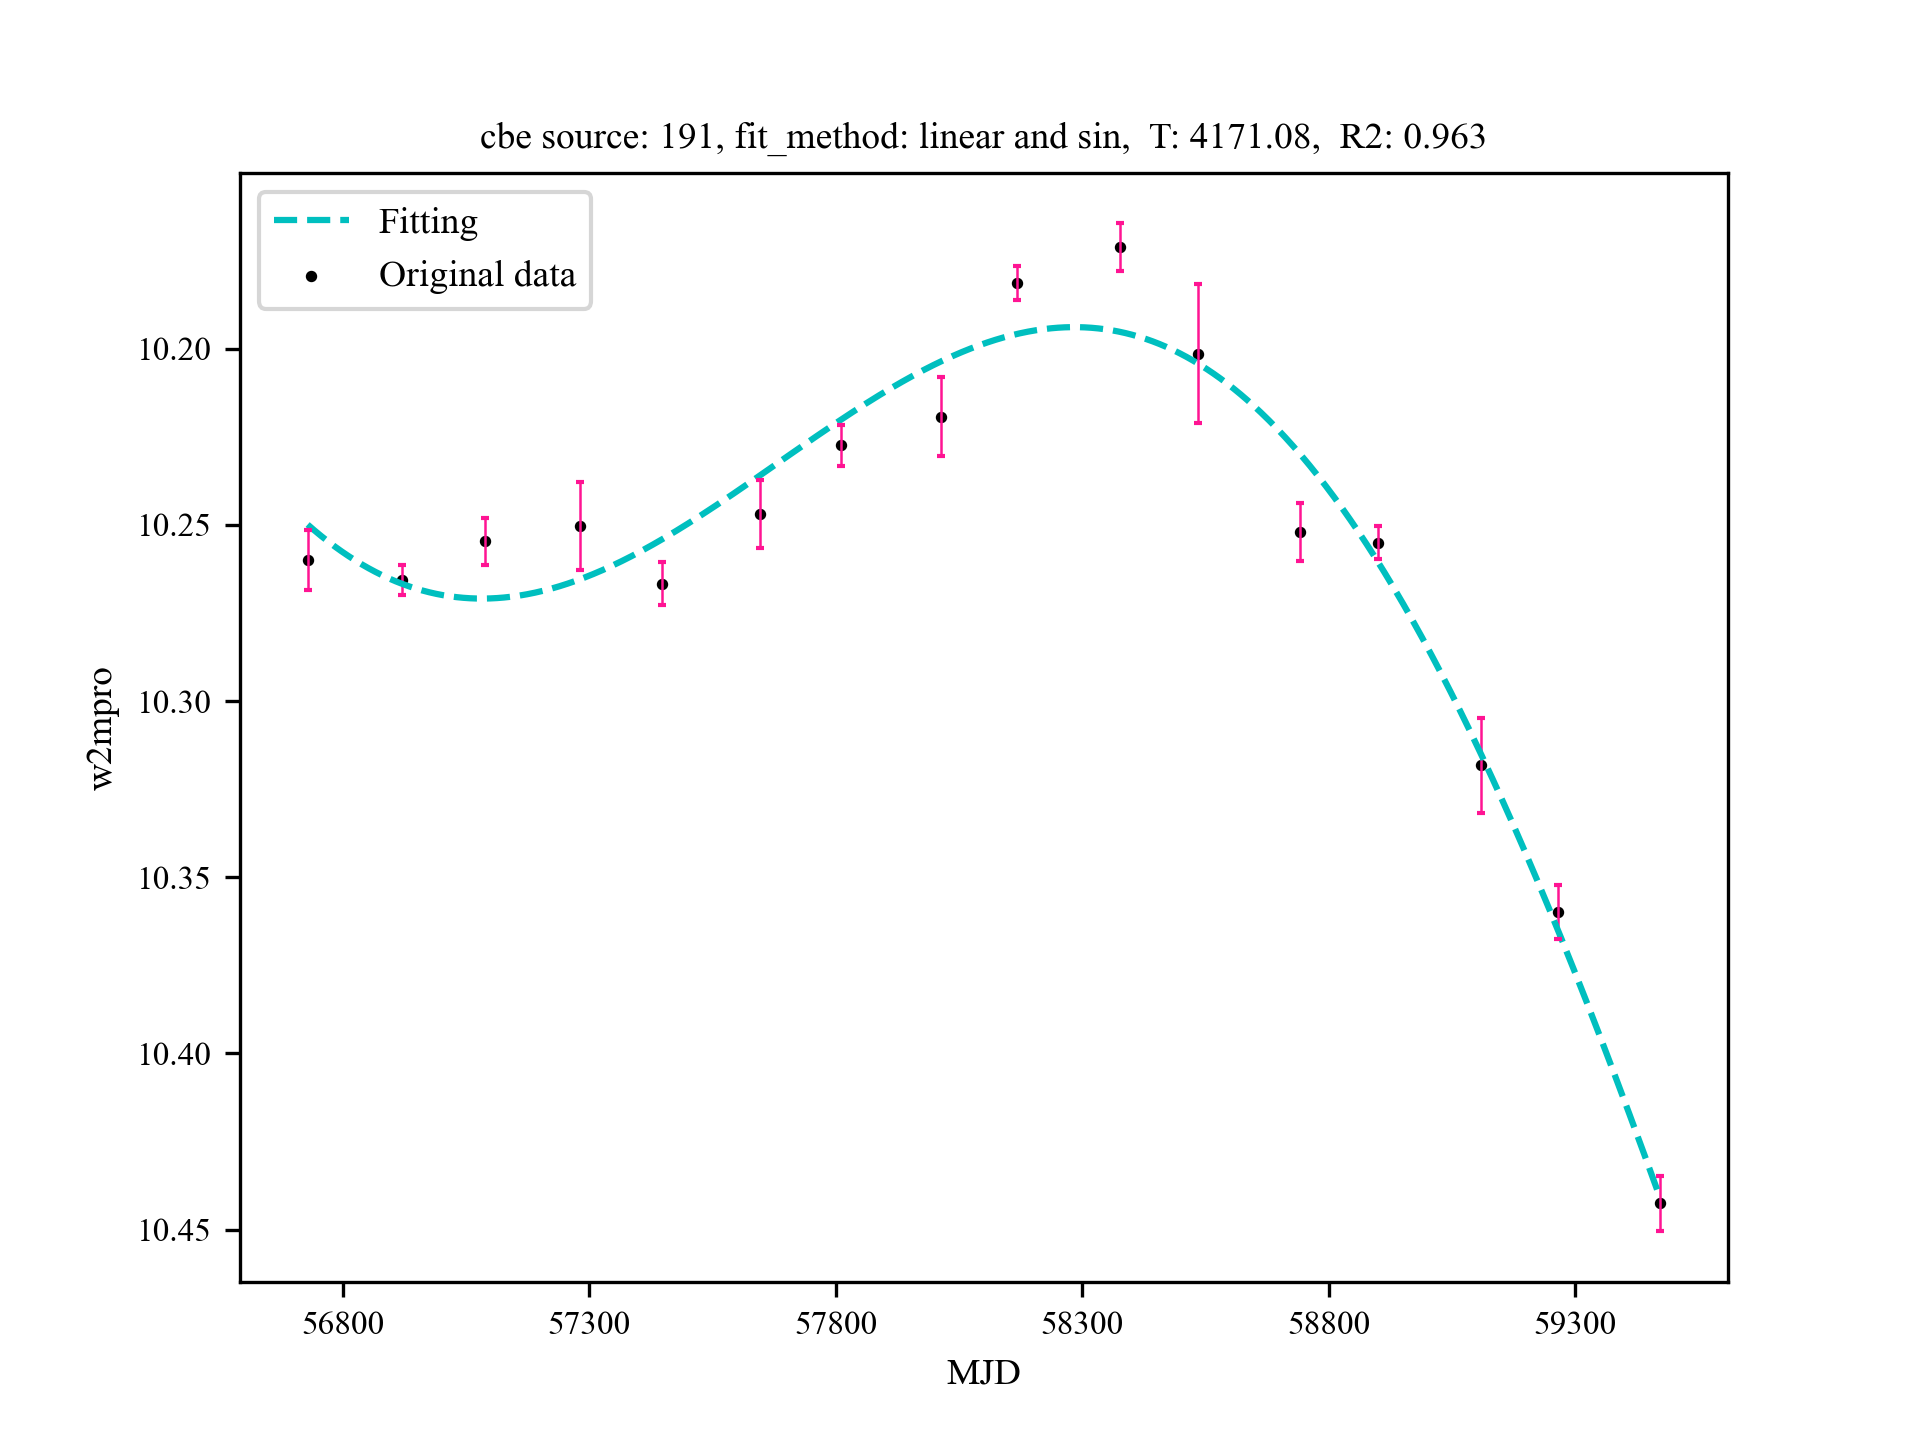 cbe source: 191, fit_method: linear and sin,  T: 4171.08,  R2: 0.963
Fitting
Original data
10.20
10.25
10.30
10.35
10.40
10.45
w2mpro
56800 57300 57800 58300 58800 59300
MJD